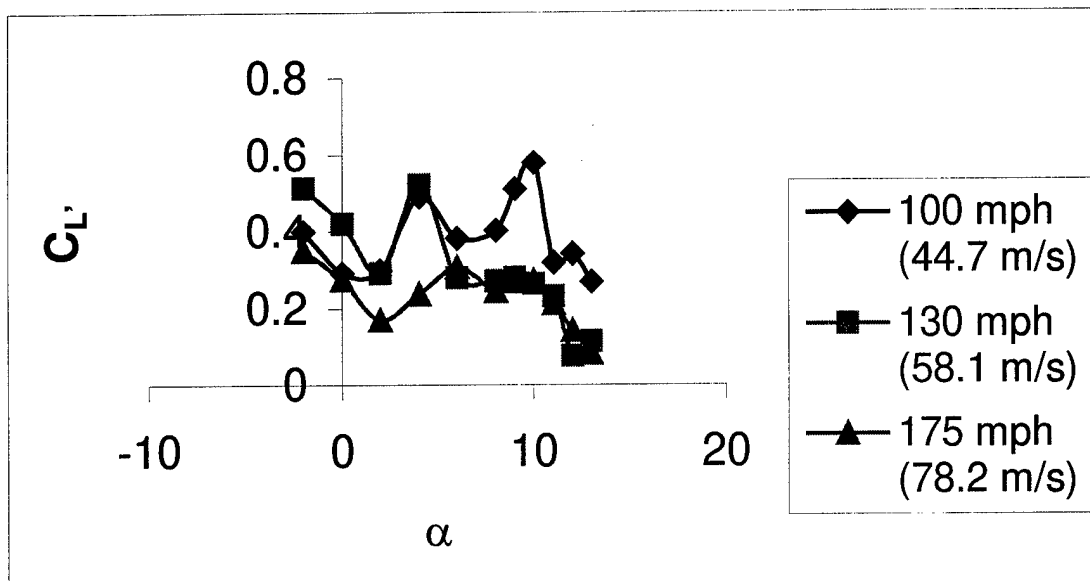 0.8
0.6
0.4
0.2
0
-10 0 10 20
C_L'
α
100 mph
(44.7 m/s)
130 mph
(58.1 m/s)
175 mph
(78.2 m/s)